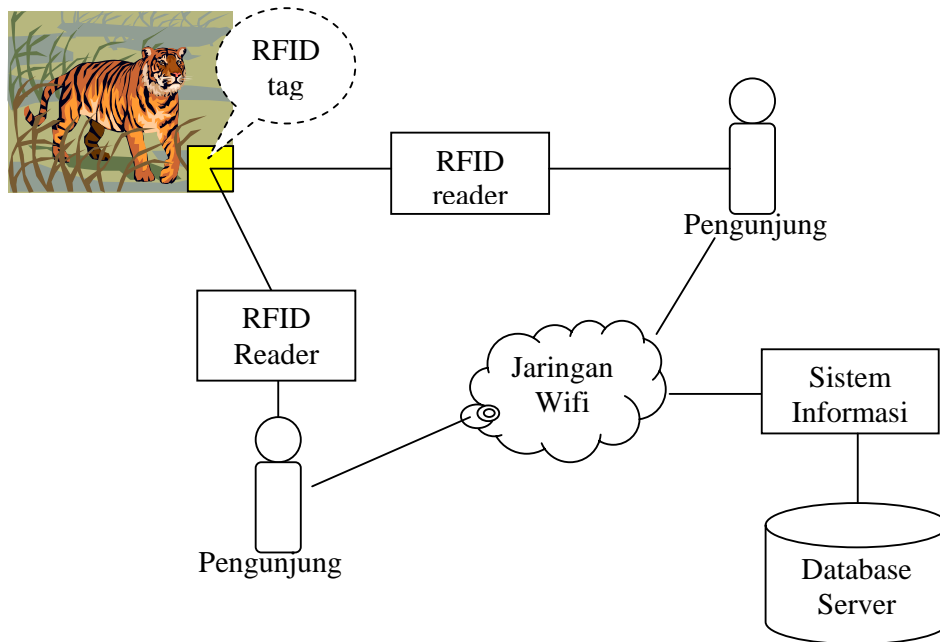 RFID
tag
RFID
reader
Pengunjung
RFID
Reader
Jaringan
Wifi
Sistem
Informasi
Pengunjung
Database
Server